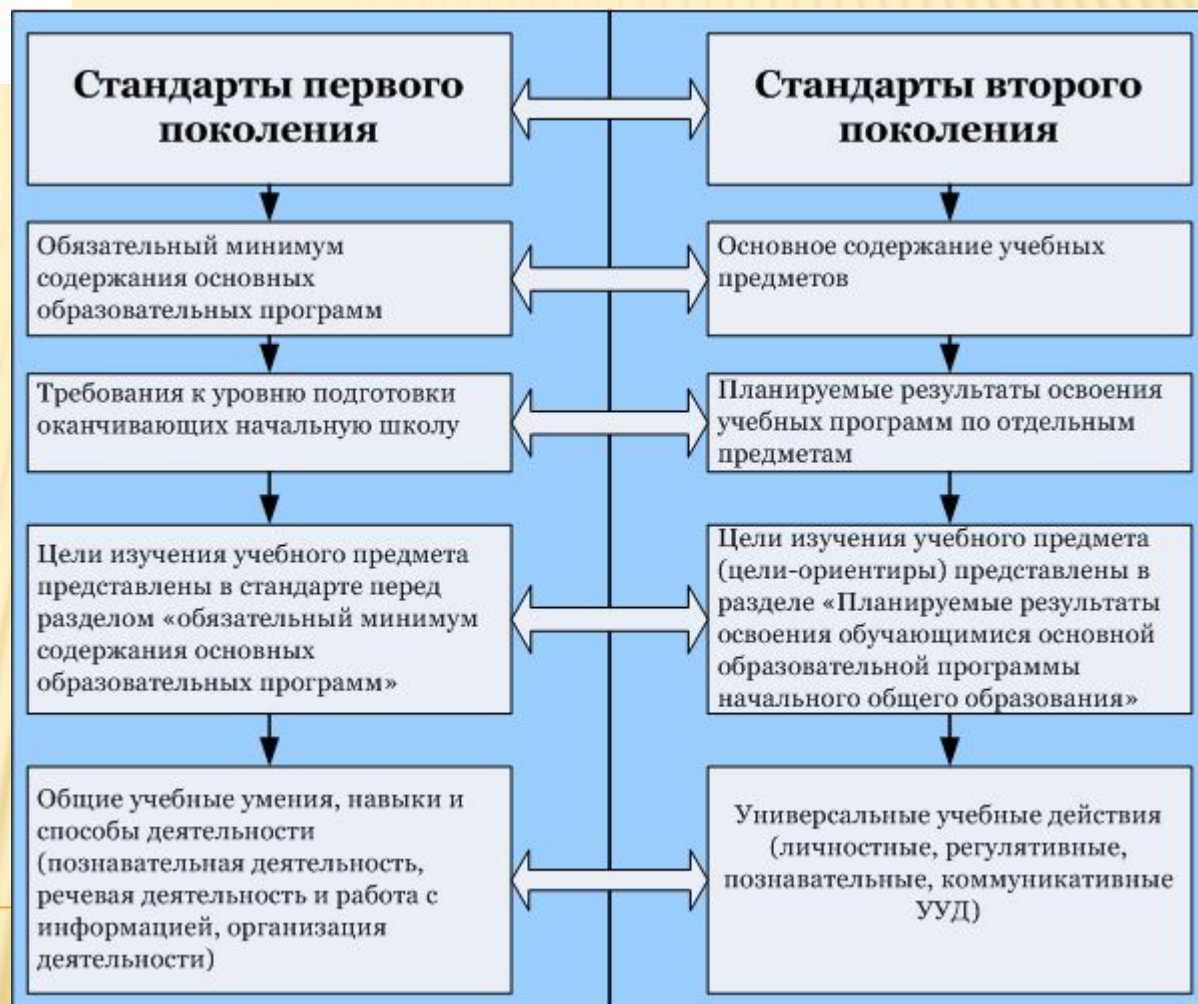 Стандарты первого
поколения
Стандарты второго
поколения
Обязательный минимум
содержания основных
образовательных программ
Основное содержание учебных
предметов
Требования к уровню подготовки
оканчивающих начальную школу
Планируемые результаты освоения
учебных программ по отдельным
предметам
Цели изучения учебного предмета
представлены в стандарте перед
разделом «обязательный минимум
содержания основных
образовательных программ»
Цели изучения учебного предмета
(цели-ориентиры) представлены в
разделе «Планируемые результаты
освоения обучающимися основной
образовательной программы
начального общего образования»
Общие учебные умения, навыки и
способы деятельности
(познавательная деятельность,
речевая деятельность и работа с
информацией, организация
деятельности)
Универсальные учебные действия
(личностные, регулятивные,
познавательные, коммуникативные
УУД)